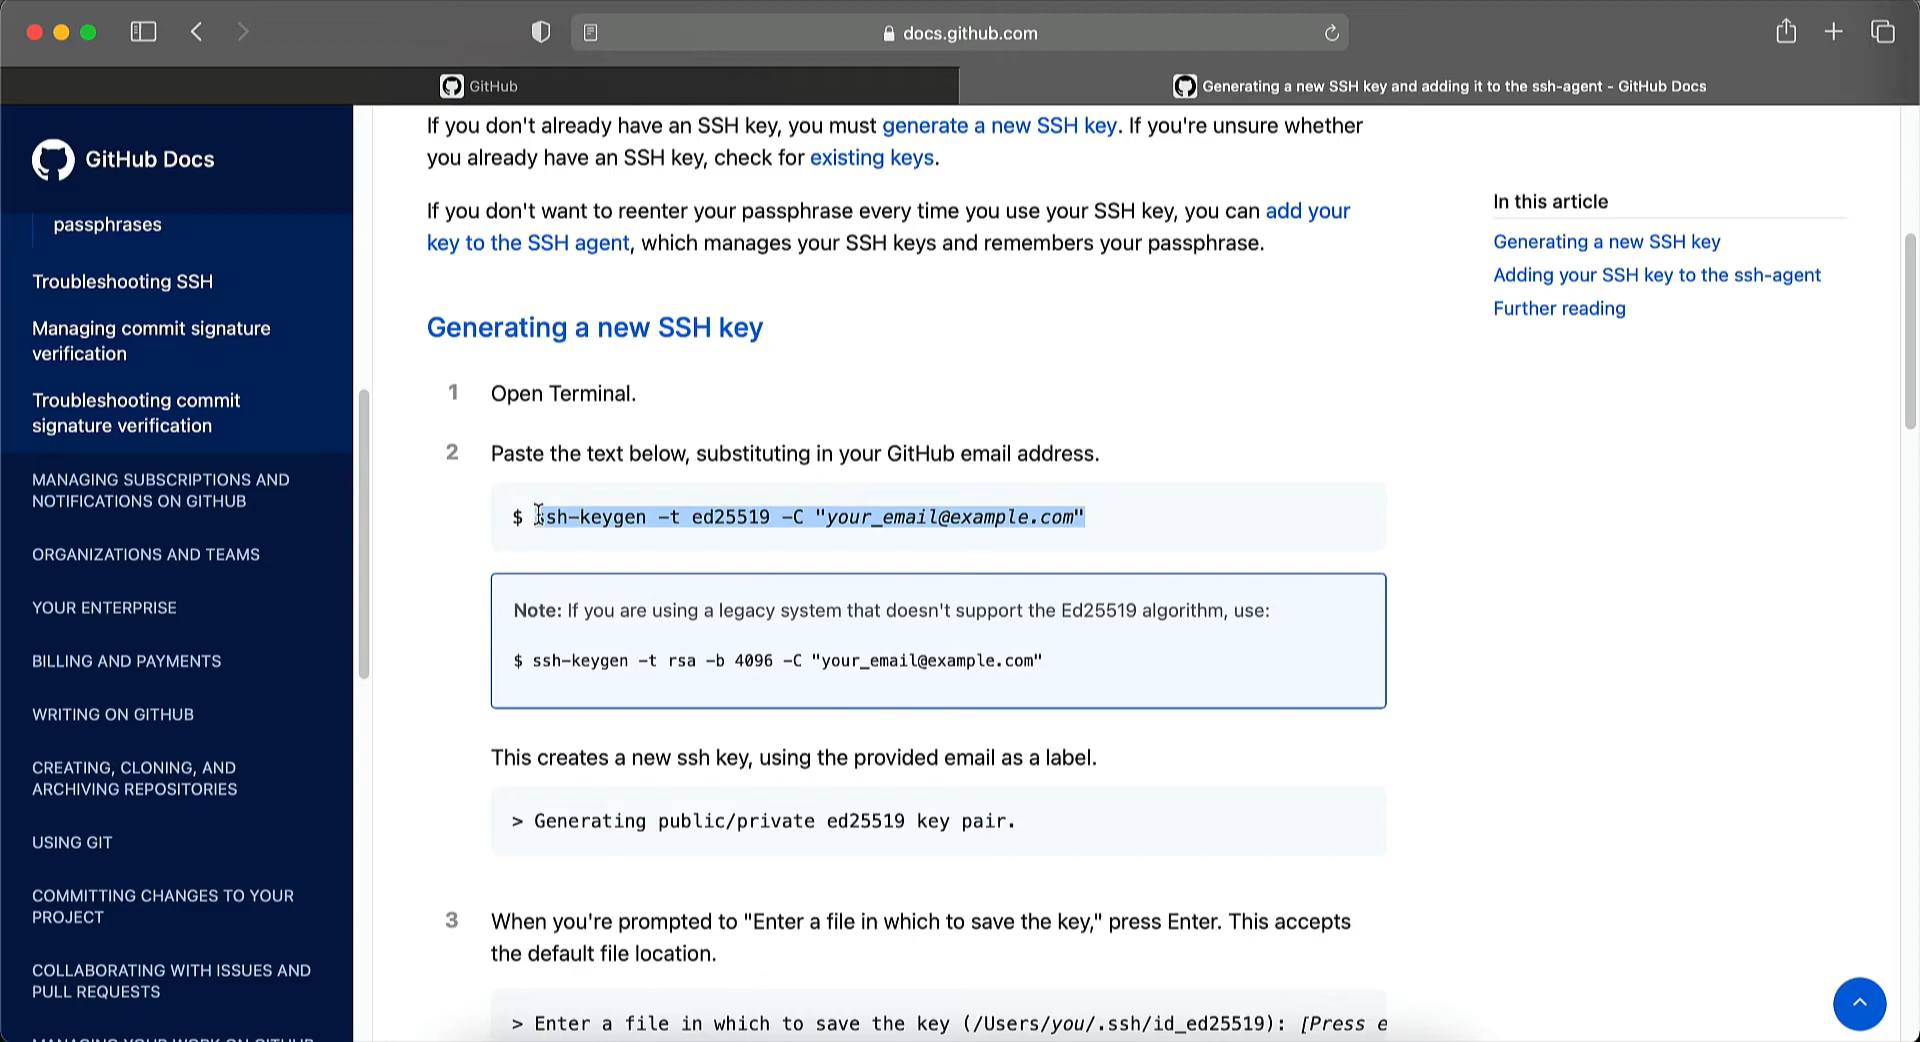 docs.github.com
GitHub
Generating a new SSH key and adding it to the ssh-agent - GitHub Docs
GitHub Docs
passphrases
Troubleshooting SSH
Managing commit signature
verification
Troubleshooting commit
signature verification
MANAGING SUBSCRIPTIONS AND
NOTIFICATIONS ON GITHUB
ORGANIZATIONS AND TEAMS
YOUR ENTERPRISE
BILLING AND PAYMENTS
WRITING ON GITHUB
CREATING, CLONING, AND
ARCHIVING REPOSITORIES
USING GIT
COMMITTING CHANGES TO YOUR
PROJECT
COLLABORATING WITH ISSUES AND
PULL REQUESTS
MANAGING YOUR WORK ON GITHUB
If you don't already have an SSH key, you must generate a new SSH key. If you're unsure whether
you already have an SSH key, check for existing keys.
If you don't want to reenter your passphrase every time you use your SSH key, you can add your
key to the SSH agent, which manages your SSH keys and remembers your passphrase.
Generating a new SSH key
1 Open Terminal.
2 Paste the text below, substituting in your GitHub email address.
$ ssh-keygen -t ed25519 -C "your_email@example.com"
Note: If you are using a legacy system that doesn't support the Ed25519 algorithm, use:
$ ssh-keygen -t rsa -b 4096 -C "your_email@example.com"
This creates a new ssh key, using the provided email as a label.
> Generating public/private ed25519 key pair.
3 When you're prompted to "Enter a file in which to save the key," press Enter. This accepts
the default file location.
> Enter a file in which to save the key (/Users/you/.ssh/id_ed25519): [Press e
In this article
Generating a new SSH key
Adding your SSH key to the ssh-agent
Further reading